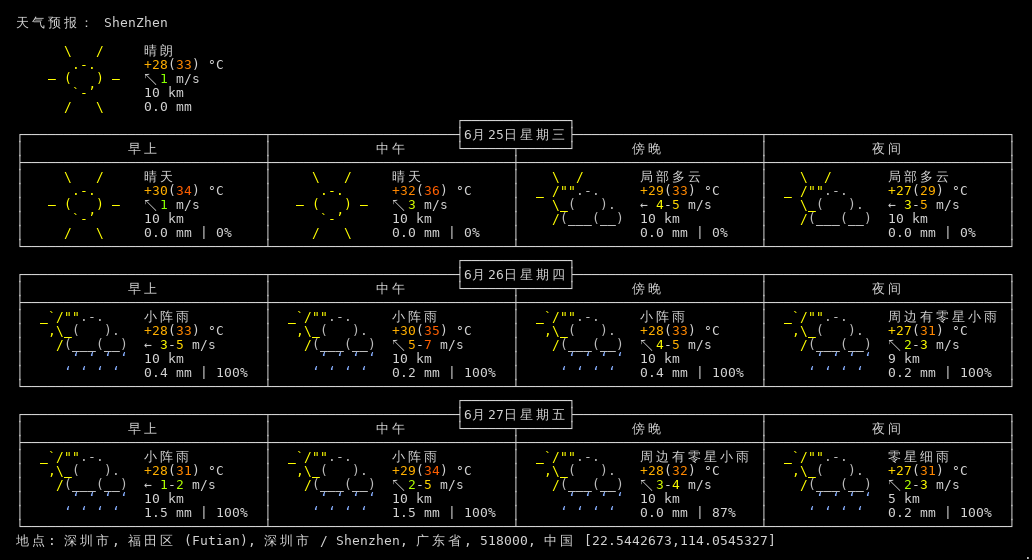 天气预报： ShenZhen
晴朗
+28(33) °C
↖ 1 m/s
10 km
0.0 mm
6月25日星期三
早上 中午 傍晚 夜间
晴天 晴天 局部多云 局部多云
+30(34) °C +32(36) °C +29(33) °C +27(29) °C
↖ 1 m/s ↖ 3 m/s ← 4-5 m/s ← 3-5 m/s
10 km 10 km 10 km 10 km
0.0 mm | 0% 0.0 mm | 0% 0.0 mm | 0% 0.0 mm | 0%
6月26日星期四
早上 中午 傍晚 夜间
小阵雨 小阵雨 小阵雨 周边有零星小雨
+28(33) °C +30(35) °C +28(33) °C +27(31) °C
← 3-5 m/s ↖ 5-7 m/s ↖ 4-5 m/s ↖ 2-3 m/s
10 km 10 km 10 km 9 km
0.4 mm | 100% 0.2 mm | 100% 0.4 mm | 100% 0.2 mm | 100%
6月27日星期五
早上 中午 傍晚 夜间
小阵雨 小阵雨 周边有零星小雨 零星细雨
+28(31) °C +29(34) °C +28(32) °C +27(31) °C
← 1-2 m/s ↖ 2-5 m/s ↖ 3-4 m/s ↖ 2-3 m/s
10 km 10 km 10 km 5 km
1.5 mm | 100% 1.5 mm | 100% 0.0 mm | 87% 0.2 mm | 100%
地点: 深圳市, 福田区 (Futian), 深圳市 / Shenzhen, 广东省, 518000, 中国 [22.5442673,114.0545327]